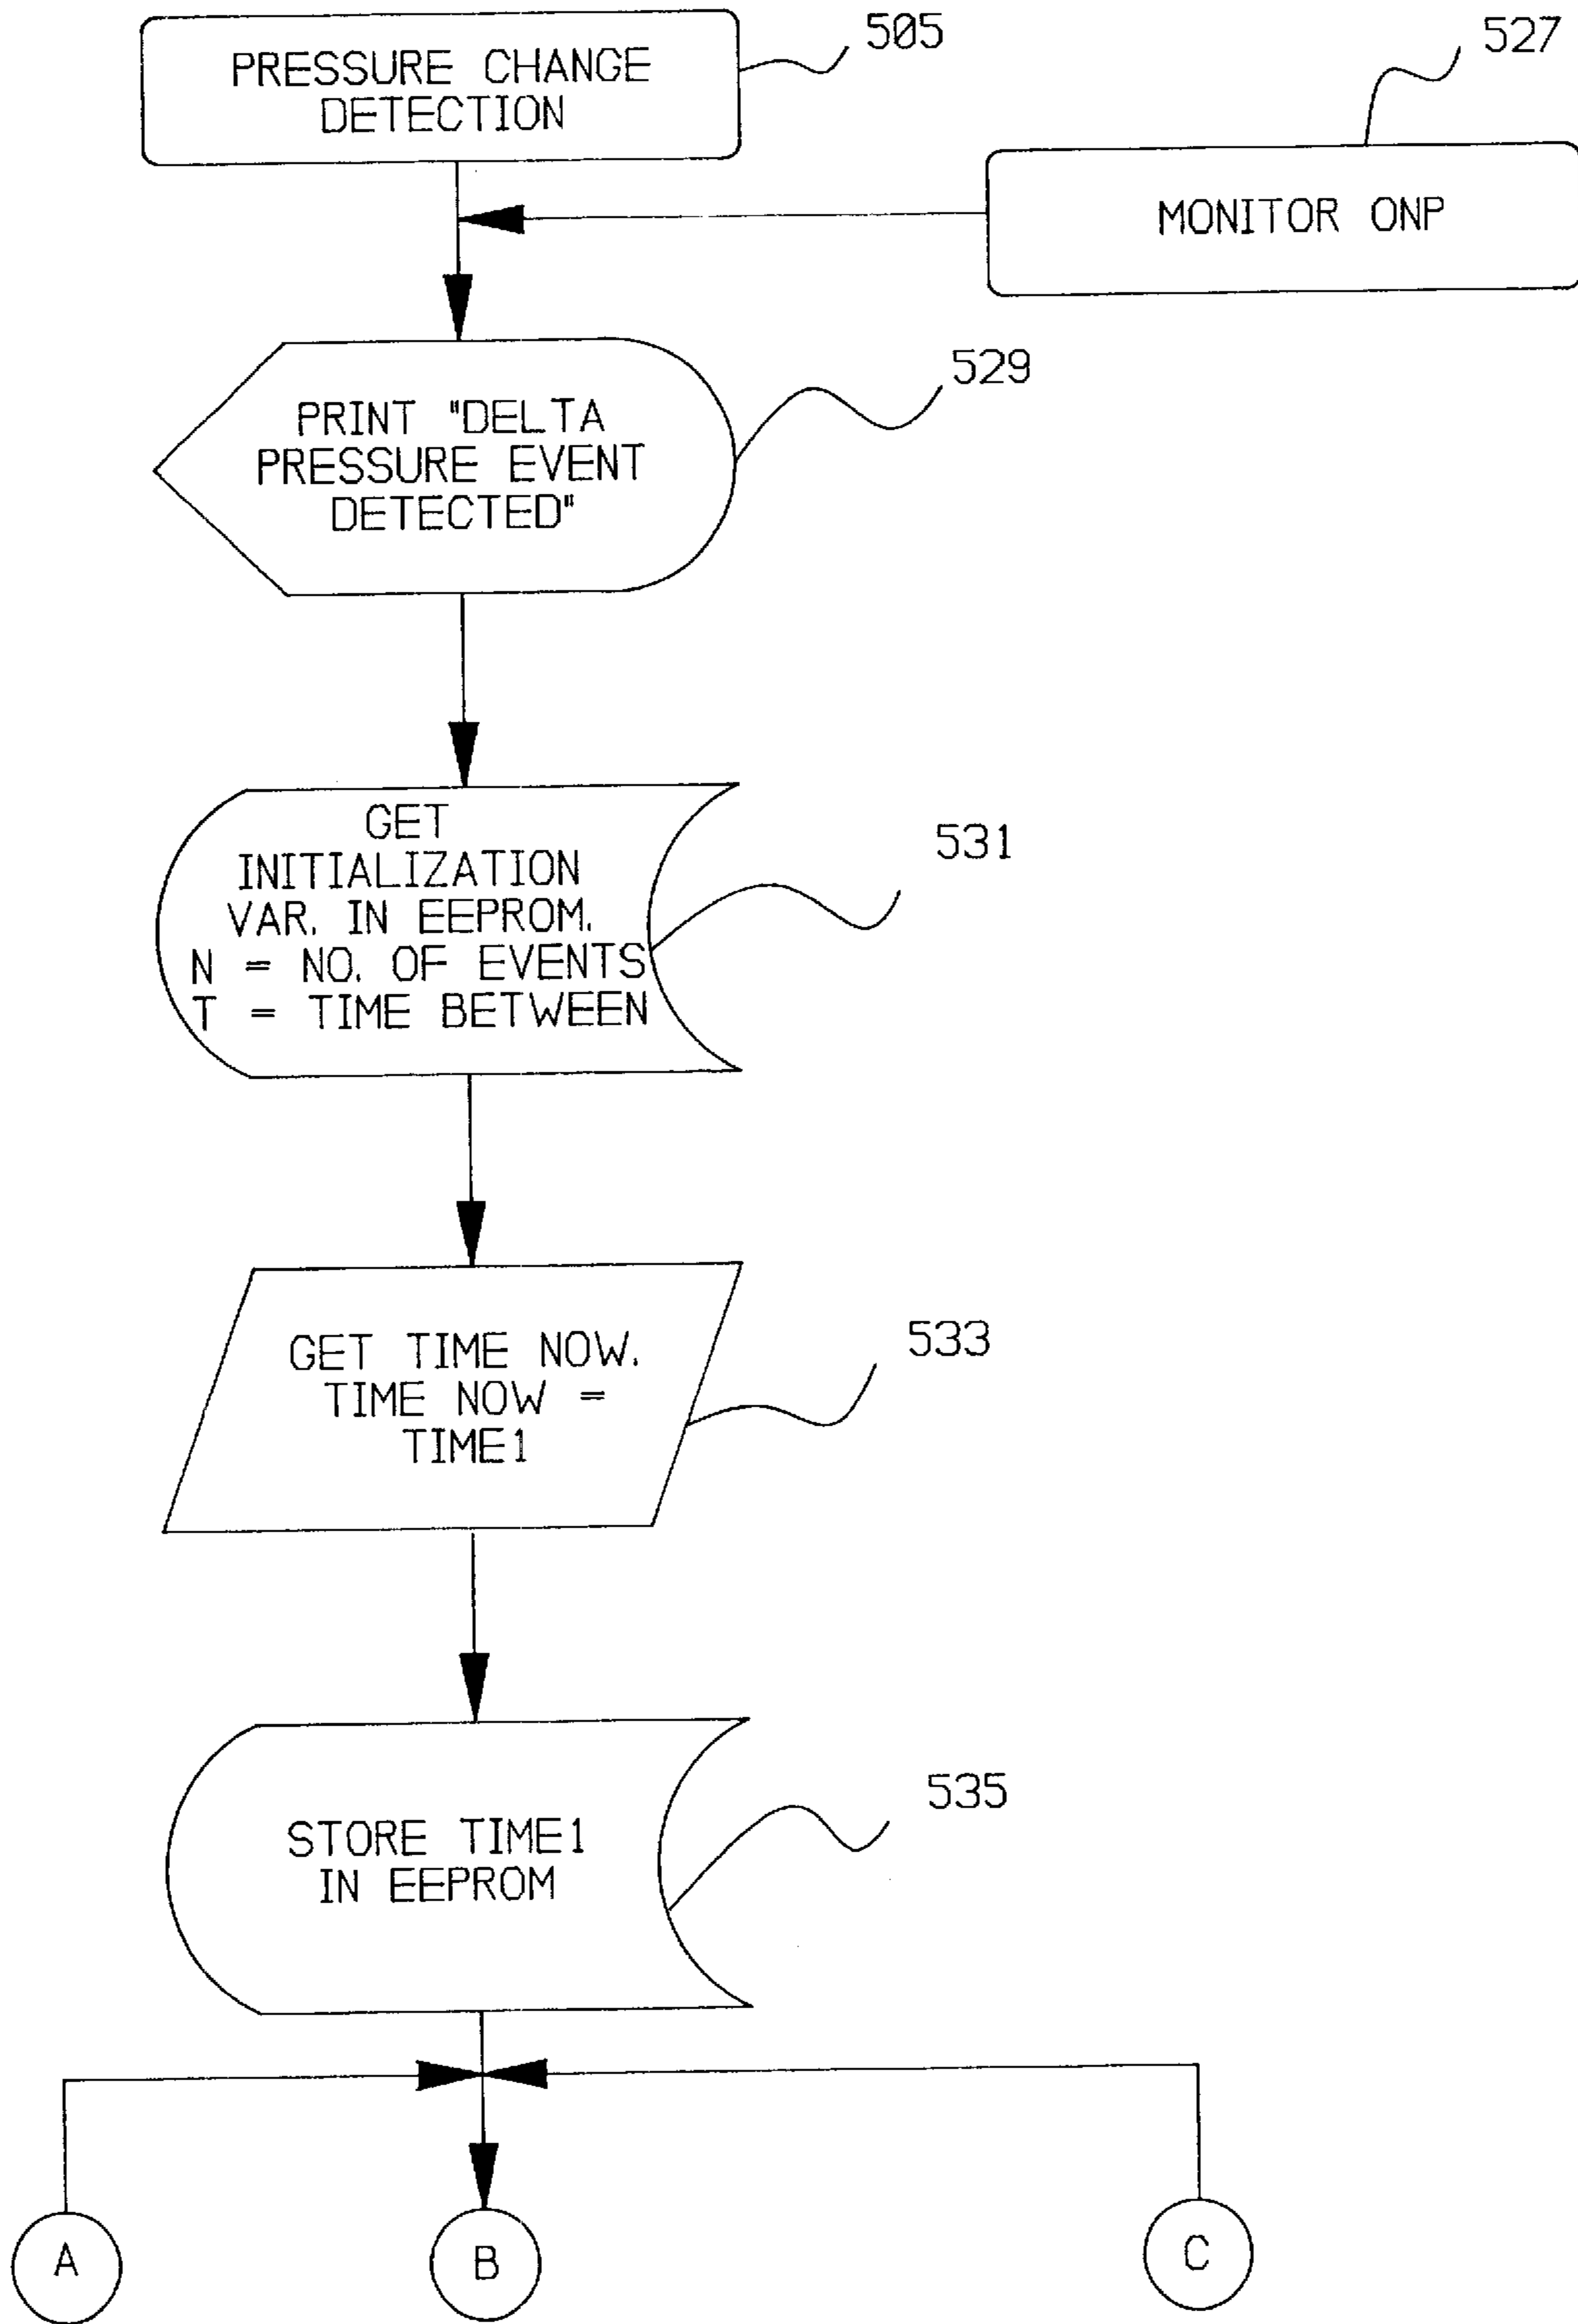 PRESSURE CHANGE
DETECTION
505
527
MONITOR ONP
PRINT "DELTA
PRESSURE EVENT
DETECTED"
529
GET
INITIALIZATION
VAR. IN EEPROM.
N = NO. OF EVENTS
T = TIME BETWEEN
531
GET TIME NOW.
TIME NOW =
TIME1
533
STORE TIME1
IN EEPROM
535
A
B
C